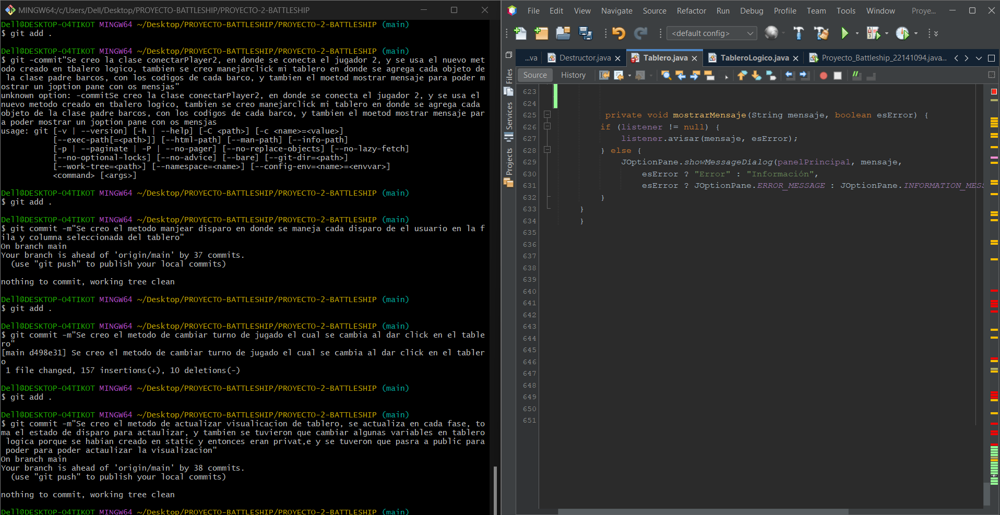 MINGW64:/c/Users/Dell/Desktop/PROYECTO-BATTLESHIP/PROYECTO-2-BATTLESHIP
Dell@DESKTOP-O4TIKOT MINGW64 ~/Desktop/PROYECTO-BATTLESHIP/PROYECTO-2-BATTLESHIP (main)
$ git add .
Dell@DESKTOP-O4TIKOT MINGW64 ~/Desktop/PROYECTO-BATTLESHIP/PROYECTO-2-BATTLESHIP (main)
$ git -commit"Se creo la clase conectarPlayer2, en donde se conecta el jugador 2, y se usa el nuevo met
odo creado en tbalero logico, tambien se creo manejarclick mi tablero en donde se agrega cada objeto de
 la clase padre barcos, con los codigos de cada barco, y tambien el moetod mostrar mensaje para poder m
ostrar un joption pane con os mensjas"
unknown option: -commitSe creo la clase conectarPlayer2, en donde se conecta el jugador 2, y se usa el
nuevo metodo creado en tbalero logico, tambien se creo manejarclick mi tablero en donde se agrega cada
objeto de la clase padre barcos, con los codigos de cada barco, y tambien el moetod mostrar mensaje par
a poder mostrar un joption pane con os mensjas
usage: git [-v | --version] [-h | --help] [-C <path>] [-c <name>=<value>]
           [--exec-path[=<path>]] [--html-path] [--man-path] [--info-path]
           [-p | --paginate | -P | --no-pager] [--no-replace-objects] [--no-lazy-fetch]
           [--no-optional-locks] [--no-advice] [--bare] [--git-dir=<path>]
           [--work-tree=<path>] [--namespace=<name>] [--config-env=<name>=<envvar>]
           <command> [<args>]
Dell@DESKTOP-O4TIKOT MINGW64 ~/Desktop/PROYECTO-BATTLESHIP/PROYECTO-2-BATTLESHIP (main)
$ git add .
Dell@DESKTOP-O4TIKOT MINGW64 ~/Desktop/PROYECTO-BATTLESHIP/PROYECTO-2-BATTLESHIP (main)
$ git commit -m"Se creo el metodo manjear disparo en donde se maneja cada disparo de el usuario en la f
ila y columna seleccionada del tablero"
On branch main
Your branch is ahead of 'origin/main' by 37 commits.
  (use "git push" to publish your local commits)
nothing to commit, working tree clean
Dell@DESKTOP-O4TIKOT MINGW64 ~/Desktop/PROYECTO-BATTLESHIP/PROYECTO-2-BATTLESHIP (main)
$ git add .
Dell@DESKTOP-O4TIKOT MINGW64 ~/Desktop/PROYECTO-BATTLESHIP/PROYECTO-2-BATTLESHIP (main)
$ git commit -m"Se creo el metodo de cambiar turno de jugado el cual se cambia al dar click en el table
ro"
[main d498e31] Se creo el metodo de cambiar turno de jugado el cual se cambia al dar click en el tabler
o
 1 file changed, 157 insertions(+), 10 deletions(-)
Dell@DESKTOP-O4TIKOT MINGW64 ~/Desktop/PROYECTO-BATTLESHIP/PROYECTO-2-BATTLESHIP (main)
$ git add .
Dell@DESKTOP-O4TIKOT MINGW64 ~/Desktop/PROYECTO-BATTLESHIP/PROYECTO-2-BATTLESHIP (main)
$ git commit -m"Se creo el metodo de actualizar visualicacion de tablero, se actualiza en cada fase, to
ma el estado de disparo para actaulizar, y tambien se tuvieron que cambiar algunas variables en tablero
 logica porque se habian creado en static y entonces eran privat,e y se tuveron que pasra a public para
 poder para poder actaulizar la visualizacion"
On branch main
Your branch is ahead of 'origin/main' by 38 commits.
  (use "git push" to publish your local commits)
nothing to commit, working tree clean
Dell@DESKTOP-O4TIKOT MINGW64 ~/Desktop/PROYECTO-BATTLESHIP/PROYECTO-2-BATTLESHIP (main)
File Edit View Navigate Source Refactor Run Debug Profile Team Tools Window Proye...
<default config>
...va Destructor.java Tablero.java TableroLogico.java Proyecto_Battleship_22141094.java...
Source History
Files
Services
Projects
623
624
625 private void mostrarMensaje(String mensaje, boolean esError) {
626 if (listener != null) {
627 listener.avisar(mensaje, esError);
628 } else {
629 JOptionPane.showMessageDialog(panelPrincipal, mensaje,
630 esError ? "Error" : "Información",
631 esError ? JOptionPane.ERROR_MESSAGE : JOptionPane.INFORMATION_MESS
632 }
633 }
634 }
635
636
637
638
639
640
641
642
643
644
645
646
647
648
649
650
651